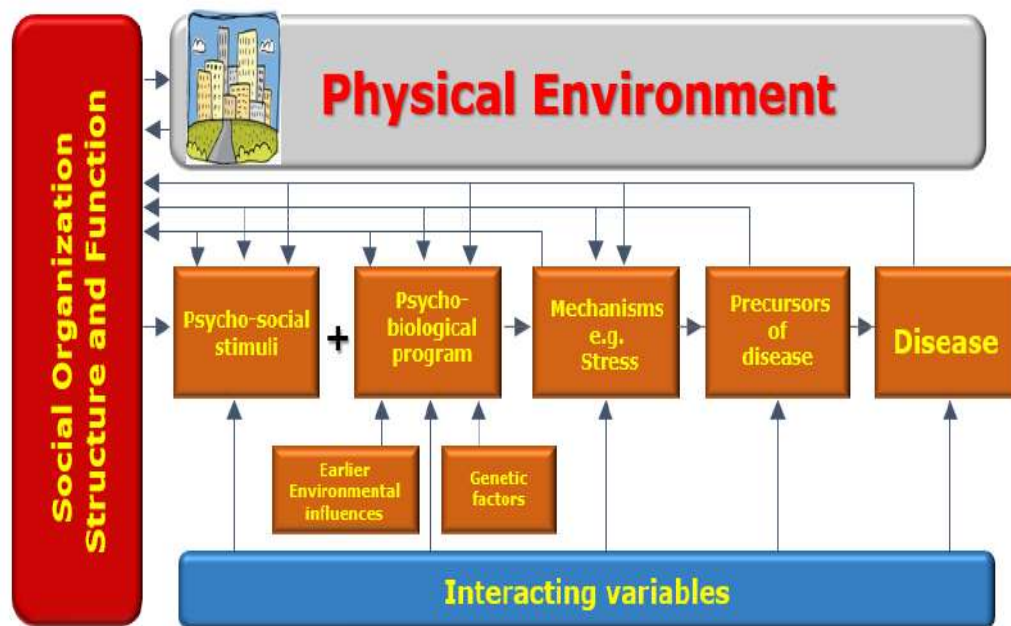 Social Organization
Structure and Function
Physical Environment
Psycho-social
stimuli
+
Psycho-
biological
program
Mechanisms
e.g.
Stress
Precursors
of
disease
Disease
Earlier
Environmental
influences
Genetic
factors
Interacting variables